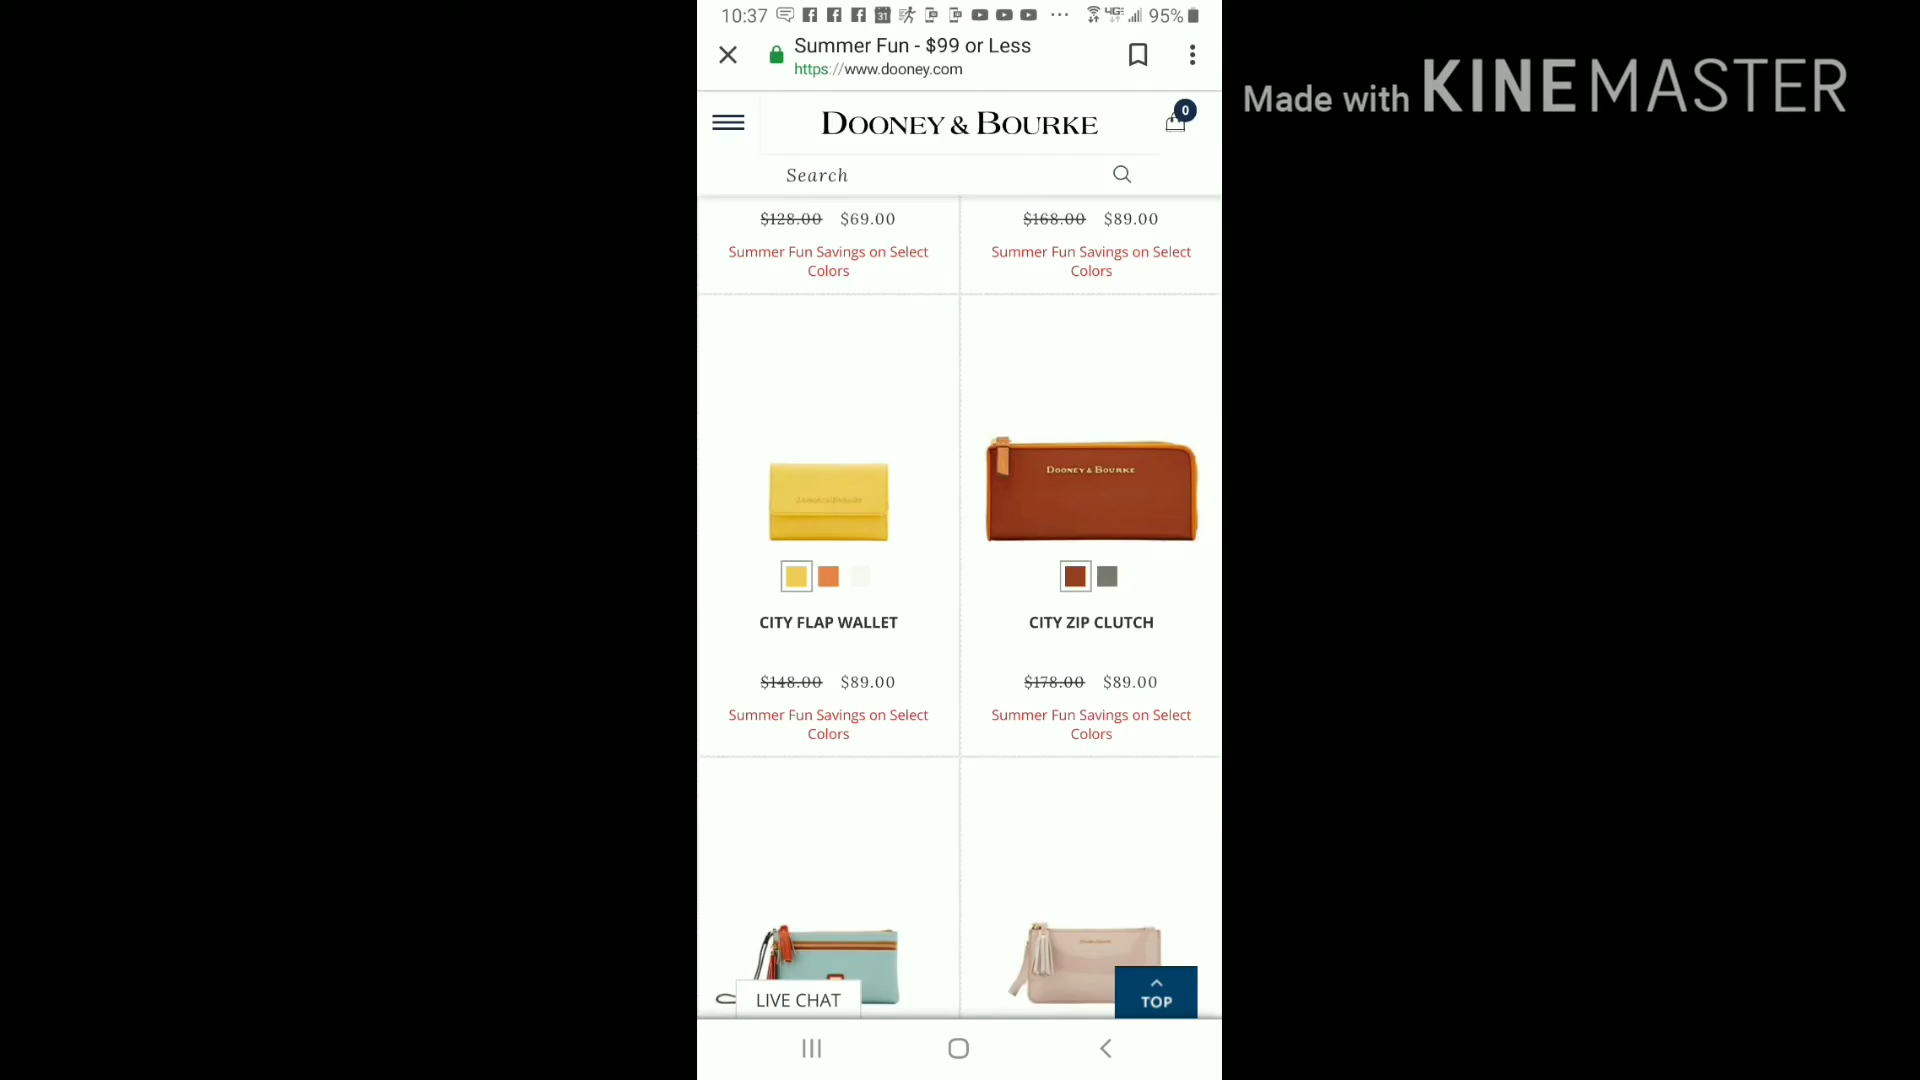 10:37
31
4G
95%
Summer Fun - $99 or Less
https://www.dooney.com
Made with KINEMASTER
DOONEY & BOURKE
0
Search
$128.00 $69.00
$168.00 $89.00
Summer Fun Savings on Select
Colors
Summer Fun Savings on Select
Colors
DOONEY & BOURKE
CITY FLAP WALLET
CITY ZIP CLUTCH
$148.00 $89.00
$178.00 $89.00
Summer Fun Savings on Select
Colors
Summer Fun Savings on Select
Colors
LIVE CHAT
TOP